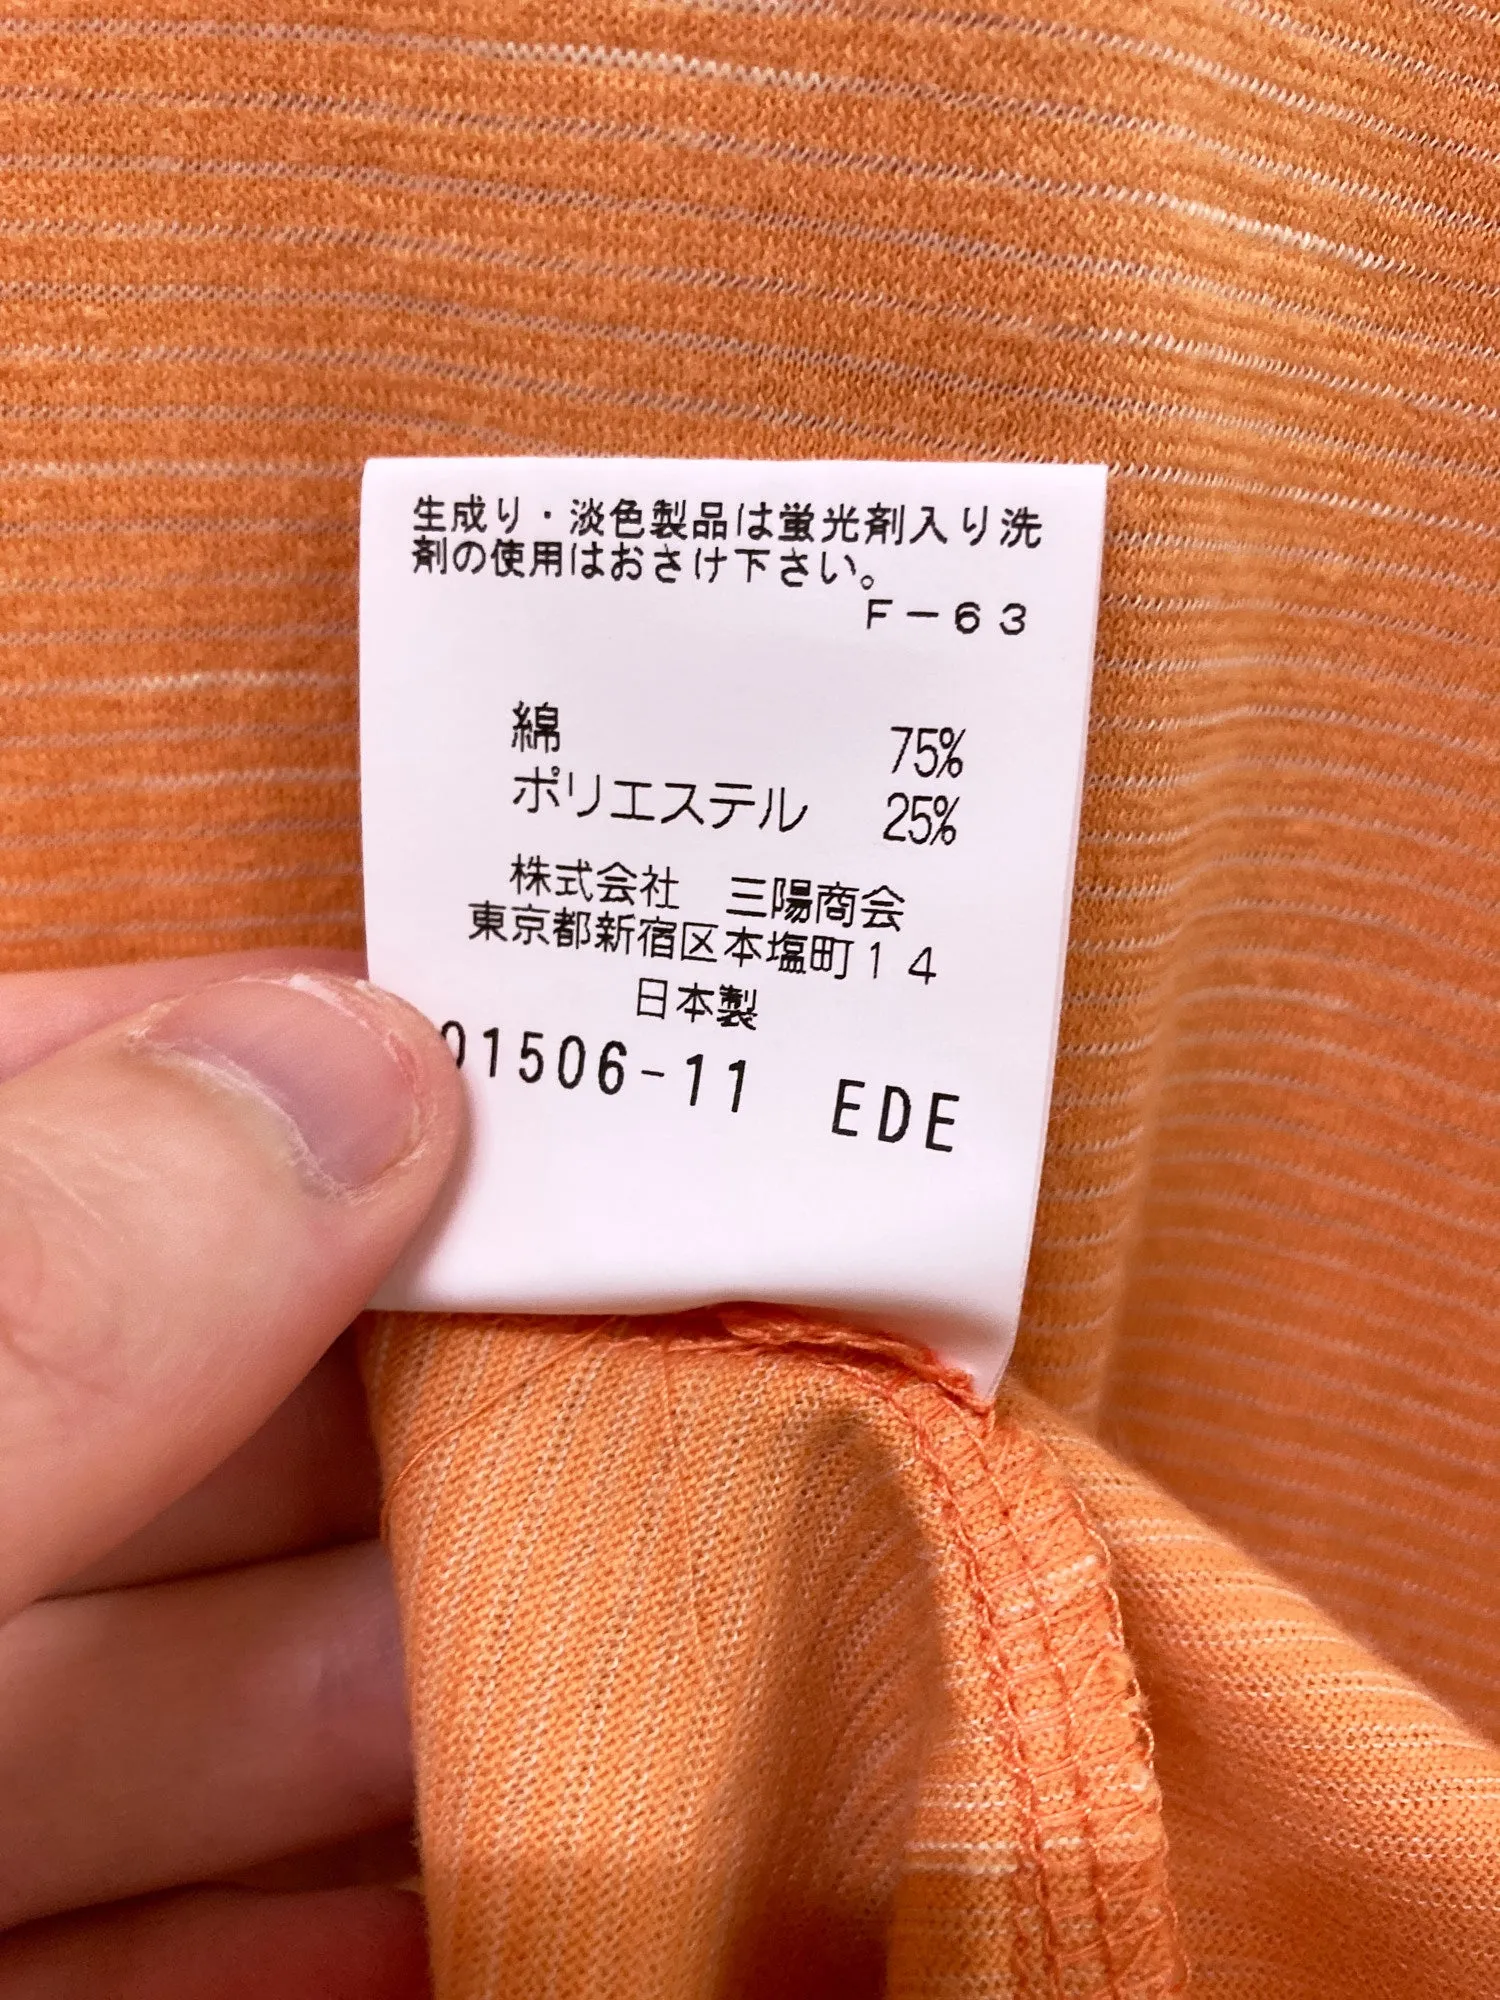 生成り・淡色製品は蛍光剤入り洗
剤の使用はおさけ下さい。
F-63
綿 75%
ポリエステル 25%
株式会社 三陽商会
東京都新宿区本塩町14
日本製
01506-11 EDE